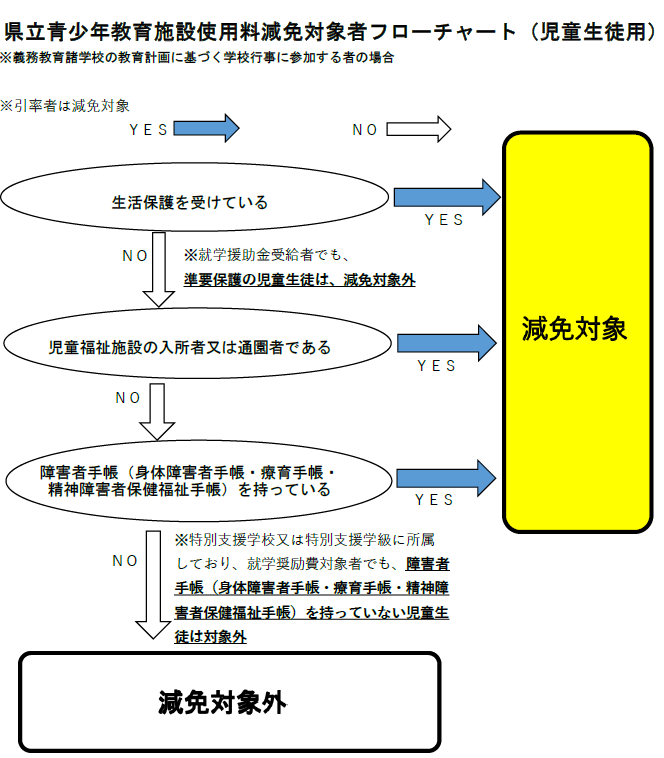 県立青少年教育施設使用料減免対象者フローチャート（児童生徒用）
※義務教育諸学校の教育計画に基づく学校行事に参加する者の場合
※引率者は減免対象
ＹＥＳ
ＮＯ
生活保護を受けている
ＹＥＳ
ＮＯ
※就学援助金受給者でも、
準要保護の児童生徒は、減免対象外
減免対象
児童福祉施設の入所者又は通園者である
ＹＥＳ
ＮＯ
障害者手帳（身体障害者手帳・療育手帳・
精神障害者保健福祉手帳）を持っている
ＹＥＳ
ＮＯ
※特別支援学校又は特別支援学級に所属
しており、就学奨励費対象者でも、障害者
手帳（身体障害者手帳・療育手帳・精神障
害者保健福祉手帳）を持っていない児童生
徒は対象外
減免対象外